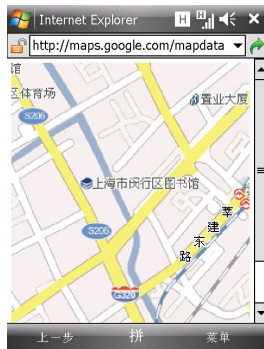 Internet Explorer
H
H
http://maps.google.com/mapdata
馆
区体育场
置业大厦
S206
上海市闵行区图书馆
莘
建
东
路
S206
G320
上一步
拼
菜单